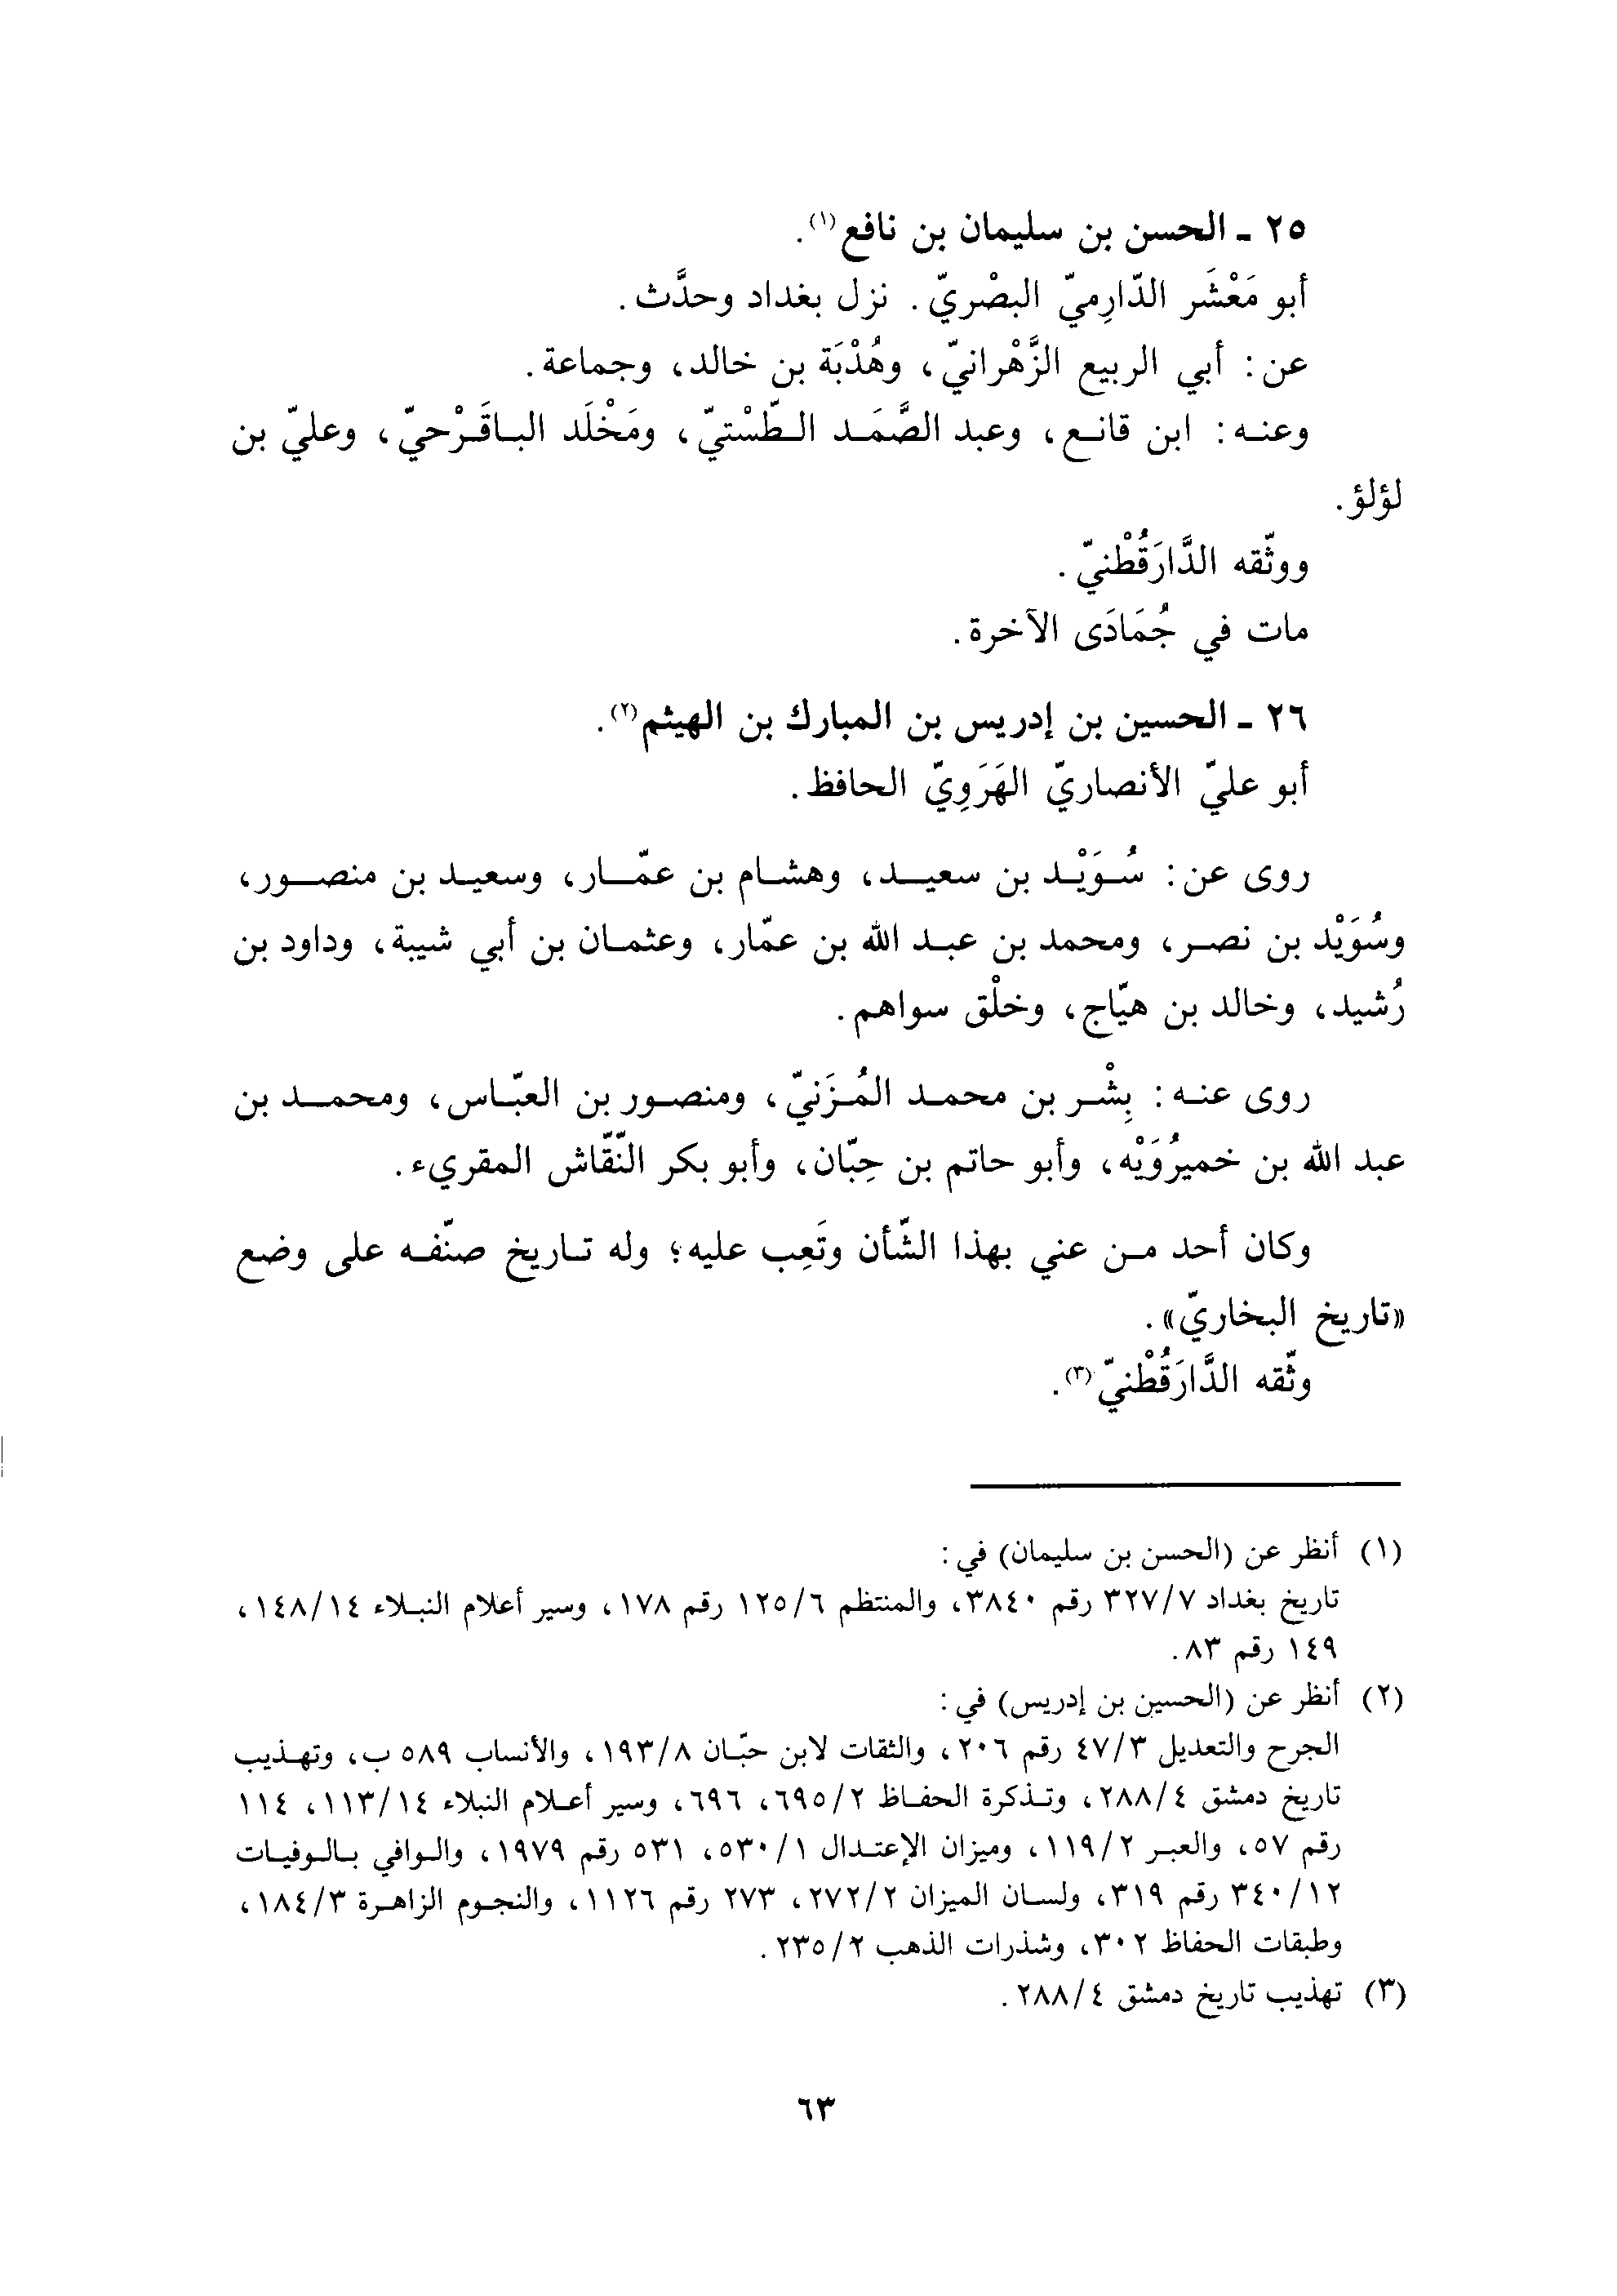 ٢٥ ـ الحسن بن سليمان بن نافع(١).
أبو مَعْشَر الدّارِميّ البصْريّ. نزل بغداد وحدَّث.
عن: أبي الربيع الزَّهْرانيّ، وهُدْبَة بن خالد، وجماعة.
وعنه: ابن قانع، وعبد الصَّمَد الطَّسْتيّ، ومَخْلَد الباقَرْحيّ، وعليّ بن
لؤلؤ.
ووثّقه الدَّارَقُطْنيّ.
مات في جُمَادَى الآخرة.
٢٦ ـ الحسين بن إدريس بن المبارك بن الهيثم(٢).
أبو عليّ الأنصاريّ الهَرَوِيّ الحافظ.
روى عن: سُوَيْد بن سعيد، وهشام بن عمّار، وسعيد بن منصور،
وسُوَيْد بن نصر، ومحمد بن عبد الله بن عمّار، وعثمان بن أبي شيبة، وداود بن
رُشيد، وخالد بن هيّاج، وخلْق سواهم.
روى عنه: بِشْر بن محمد المُزَنيّ، ومنصور بن العبّاس، ومحمد بن
عبد الله بن خميرُوَيْه، وأبو حاتم بن حِبّان، وأبو بكر النّقّاش المقريء.
وكان أحد من عني بهذا الشّأن وتَعِب عليه؛ وله تاريخ صنّفه على وضع
«تاريخ البخاريّ».
وثّقه الدَّارَقُطْنيّ(٣).
(١) أنظر عن (الحسن بن سليمان) في:
تاريخ بغداد ٣٢٧/٧ رقم ٣٨٤٠، والمنتظم ١٢٥/٦ رقم ١٧٨، وسير أعلام النبلاء ١٤٨/١٤،
١٤٩ رقم ٨٣.
(٢) أنظر عن (الحسين بن إدريس) في:
الجرح والتعديل ٤٧/٣ رقم ٢٠٦، والثقات لابن حبّان ١٩٣/٨، والأنساب ٥٨٩ ب، وتهذيب
تاريخ دمشق ٢٨٨/٤، وتذكرة الحفاظ ٦٩٥/٢، ٦٩٦، وسير أعلام النبلاء ١١٣/١٤، ١١٤
رقم ٥٧، والعبر ١١٩/٢، وميزان الإعتدال ٥٣٠/١، ٥٣١ رقم ١٩٧٩، والوافي بالوفيات
٣٤٠/١٢ رقم ٣١٩، ولسان الميزان ٢٧٢/٢، ٢٧٣ رقم ١١٢٦، والنجوم الزاهرة ١٨٤/٣،
وطبقات الحفاظ ٣٠٢، وشذرات الذهب ٢٣٥/٢.
(٣) تهذيب تاريخ دمشق ٢٨٨/٤.
٦٣